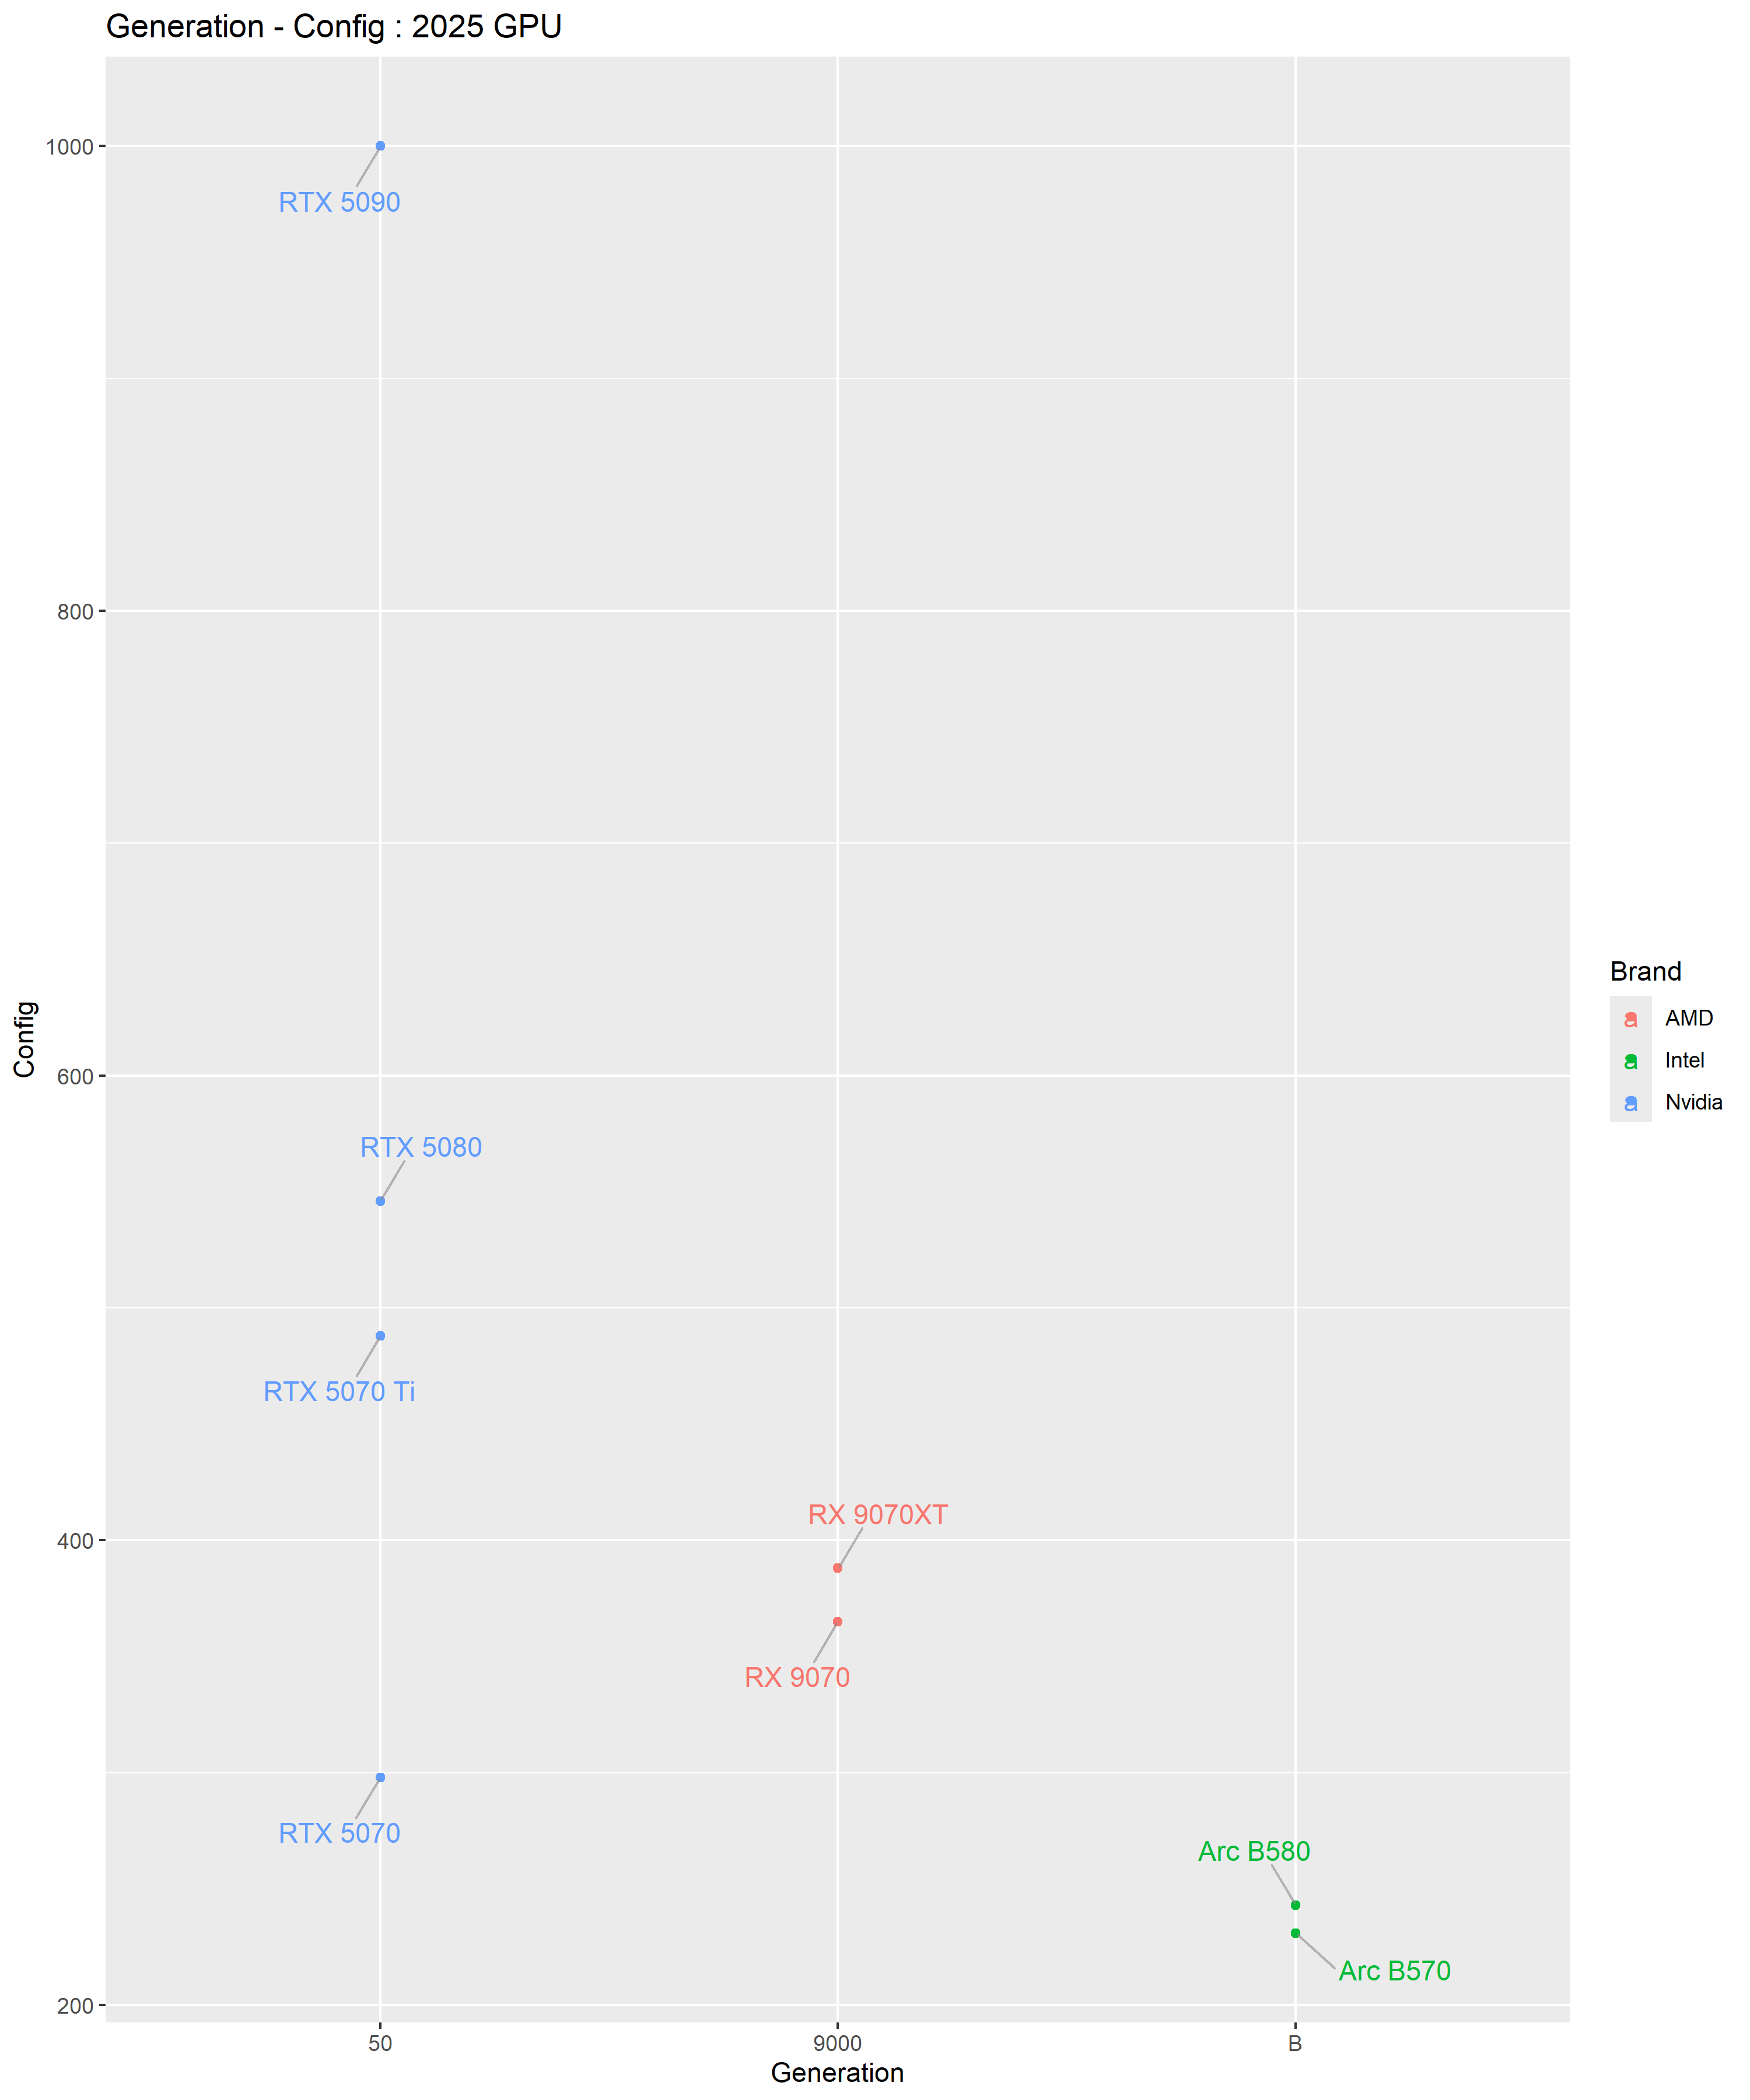 Generation - Config : 2025 GPU
1000
RTX 5090
800
Config
600
RTX 5080
RTX 5070 Ti
RX 9070XT
400
RX 9070
RTX 5070
Arc B580
Arc B570
200
50
9000
B
Generation
Brand
a AMD
a Intel
a Nvidia